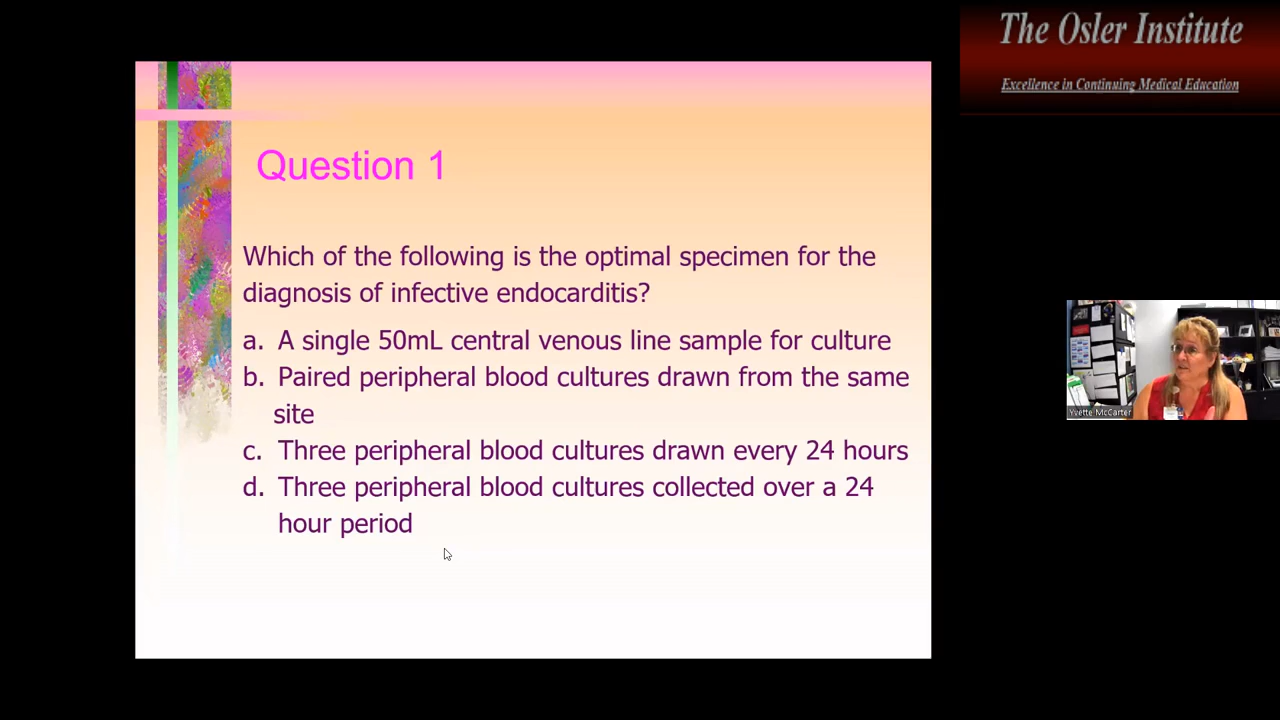 The Osler Institute
Excellence in Continuing Medical Education
Question 1
Which of the following is the optimal specimen for the
diagnosis of infective endocarditis?
a. A single 50mL central venous line sample for culture
b. Paired peripheral blood cultures drawn from the same
site
c. Three peripheral blood cultures drawn every 24 hours
d. Three peripheral blood cultures collected over a 24
hour period
Yvette McCarter